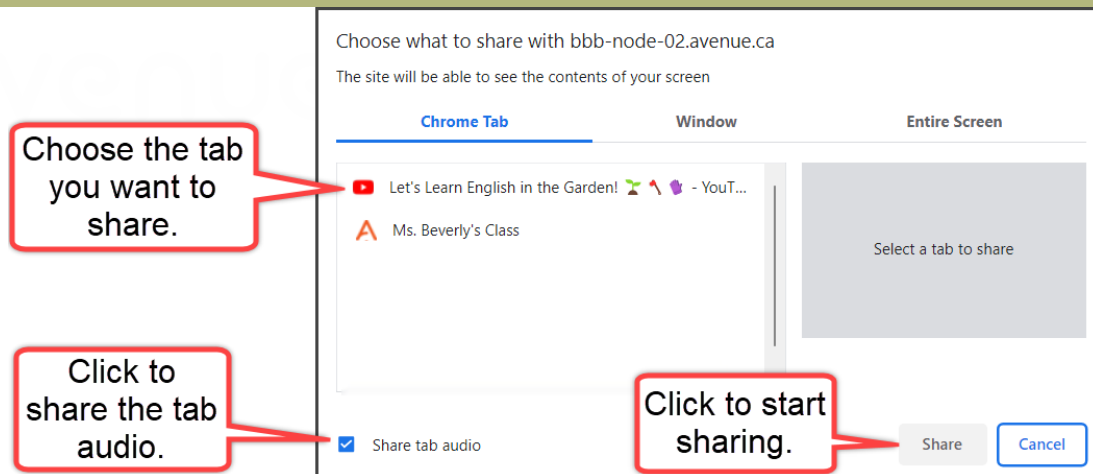 Choose what to share with bbb-node-02.avenue.ca
The site will be able to see the contents of your screen
Chrome Tab
Window
Entire Screen
Choose the tab
you want to
share.
Let's Learn English in the Garden! 🌱 🪓 🧤 - YouT...
Ms. Beverly's Class
Select a tab to share
Click to
share the tab
audio.
Share tab audio
Click to start
sharing.
Share
Cancel